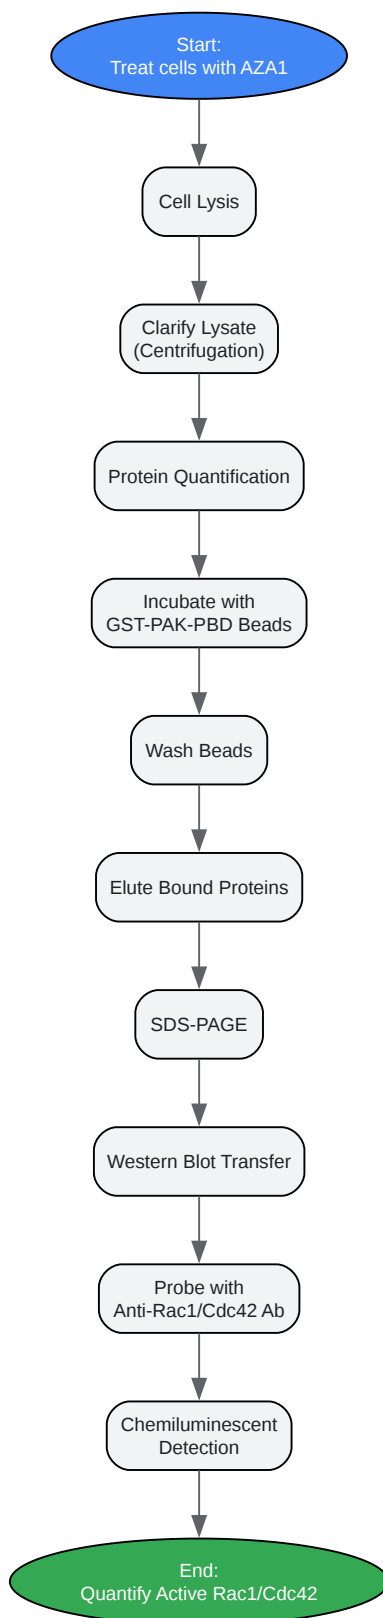 Start:
Treat cells with AZA1
Cell Lysis
Clarify Lysate
(Centrifugation)
Protein Quantification
Incubate with
GST-PAK-PBD Beads
Wash Beads
Elute Bound Proteins
SDS-PAGE
Western Blot Transfer
Probe with
Anti-Rac1/Cdc42 Ab
Chemiluminescent
Detection
End:
Quantify Active Rac1/Cdc42